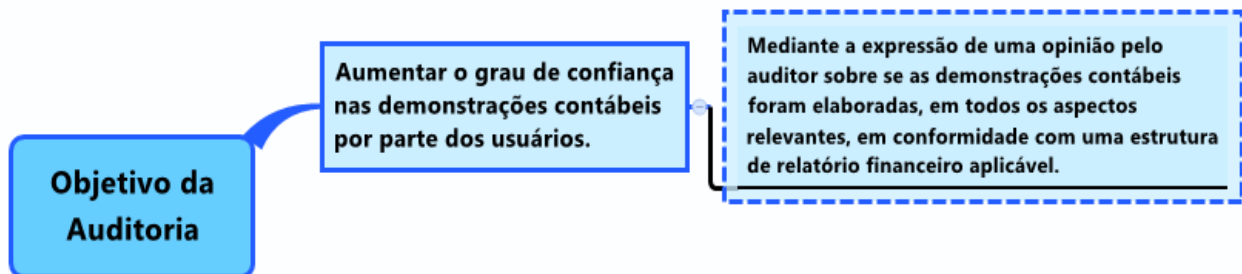 Objetivo da
Auditoria
Aumentar o grau de confiança
nas demonstrações contábeis
por parte dos usuários.
Mediante a expressão de uma opinião pelo
auditor sobre se as demonstrações contábeis
foram elaboradas, em todos os aspectos
relevantes, em conformidade com uma estrutura
de relatório financeiro aplicável.